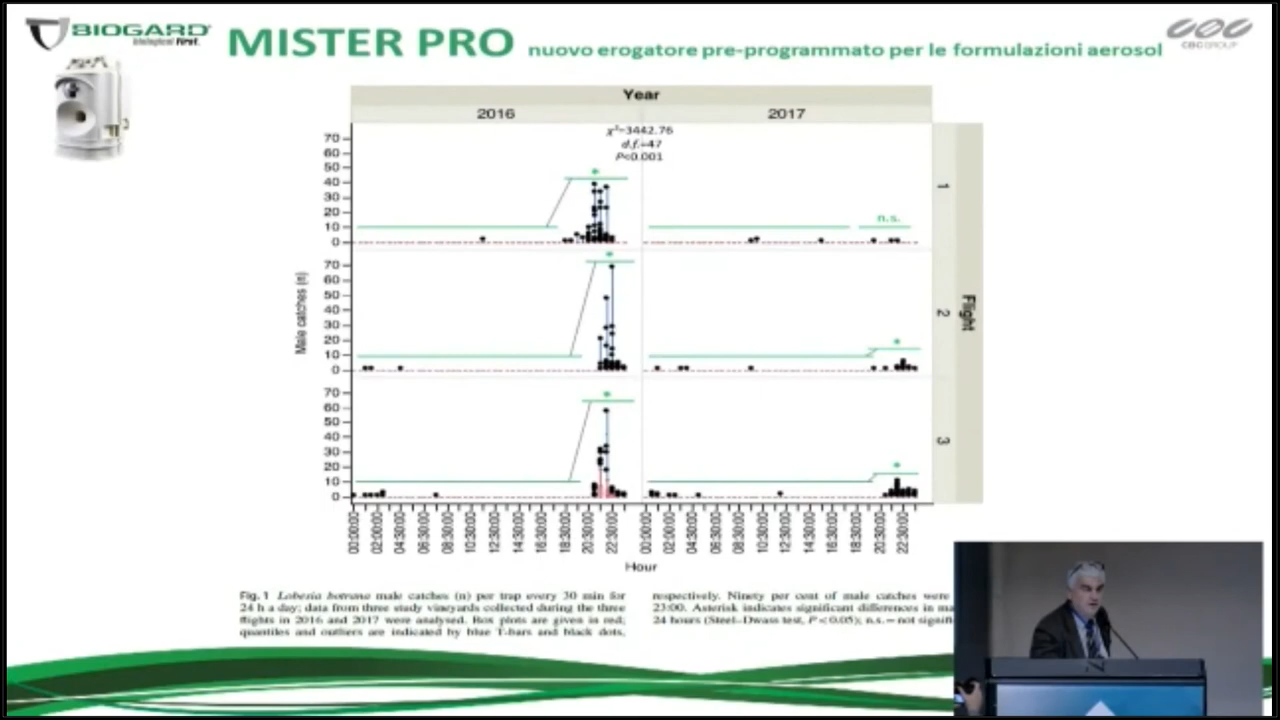 BIOGARD®
biological First.
MISTER PRO nuovo erogatore pre-programmato per le formulazioni aerosol
CBC GROUP
Year
2016 2017
χ²=3442.76
d.f.=47
P<0.001
n.s.
70
60
50
40
30
20
10
0
1
70
60
50
40
30
20
10
0
2
70
60
50
40
30
20
10
0
3
Male catches (n)
Flight
00:00:00 02:00:00 04:30:00 06:30:00 08:30:00 10:30:00 12:30:00 14:30:00 16:30:00 18:30:00 20:30:00 22:30:00 00:00:00 02:00:00 04:30:00 06:30:00 08:30:00 10:30:00 12:30:00 14:30:00 16:30:00 18:30:00 20:30:00 22:30:00
Hour
Fig. 1 Lobesia botrana male catches (n) per trap every 30 min for
24 h a day; data from three study vineyards collected during the three
flights in 2016 and 2017 were analysed. Box plots are given in red;
quantiles and outliers are indicated by blue T-bars and black dots,
respectively. Ninety per cent of male catches were
23:00. Asterisk indicates significant differences in ma
24 hours (Steel–Dwass test, P < 0.05); n.s. = not signifi